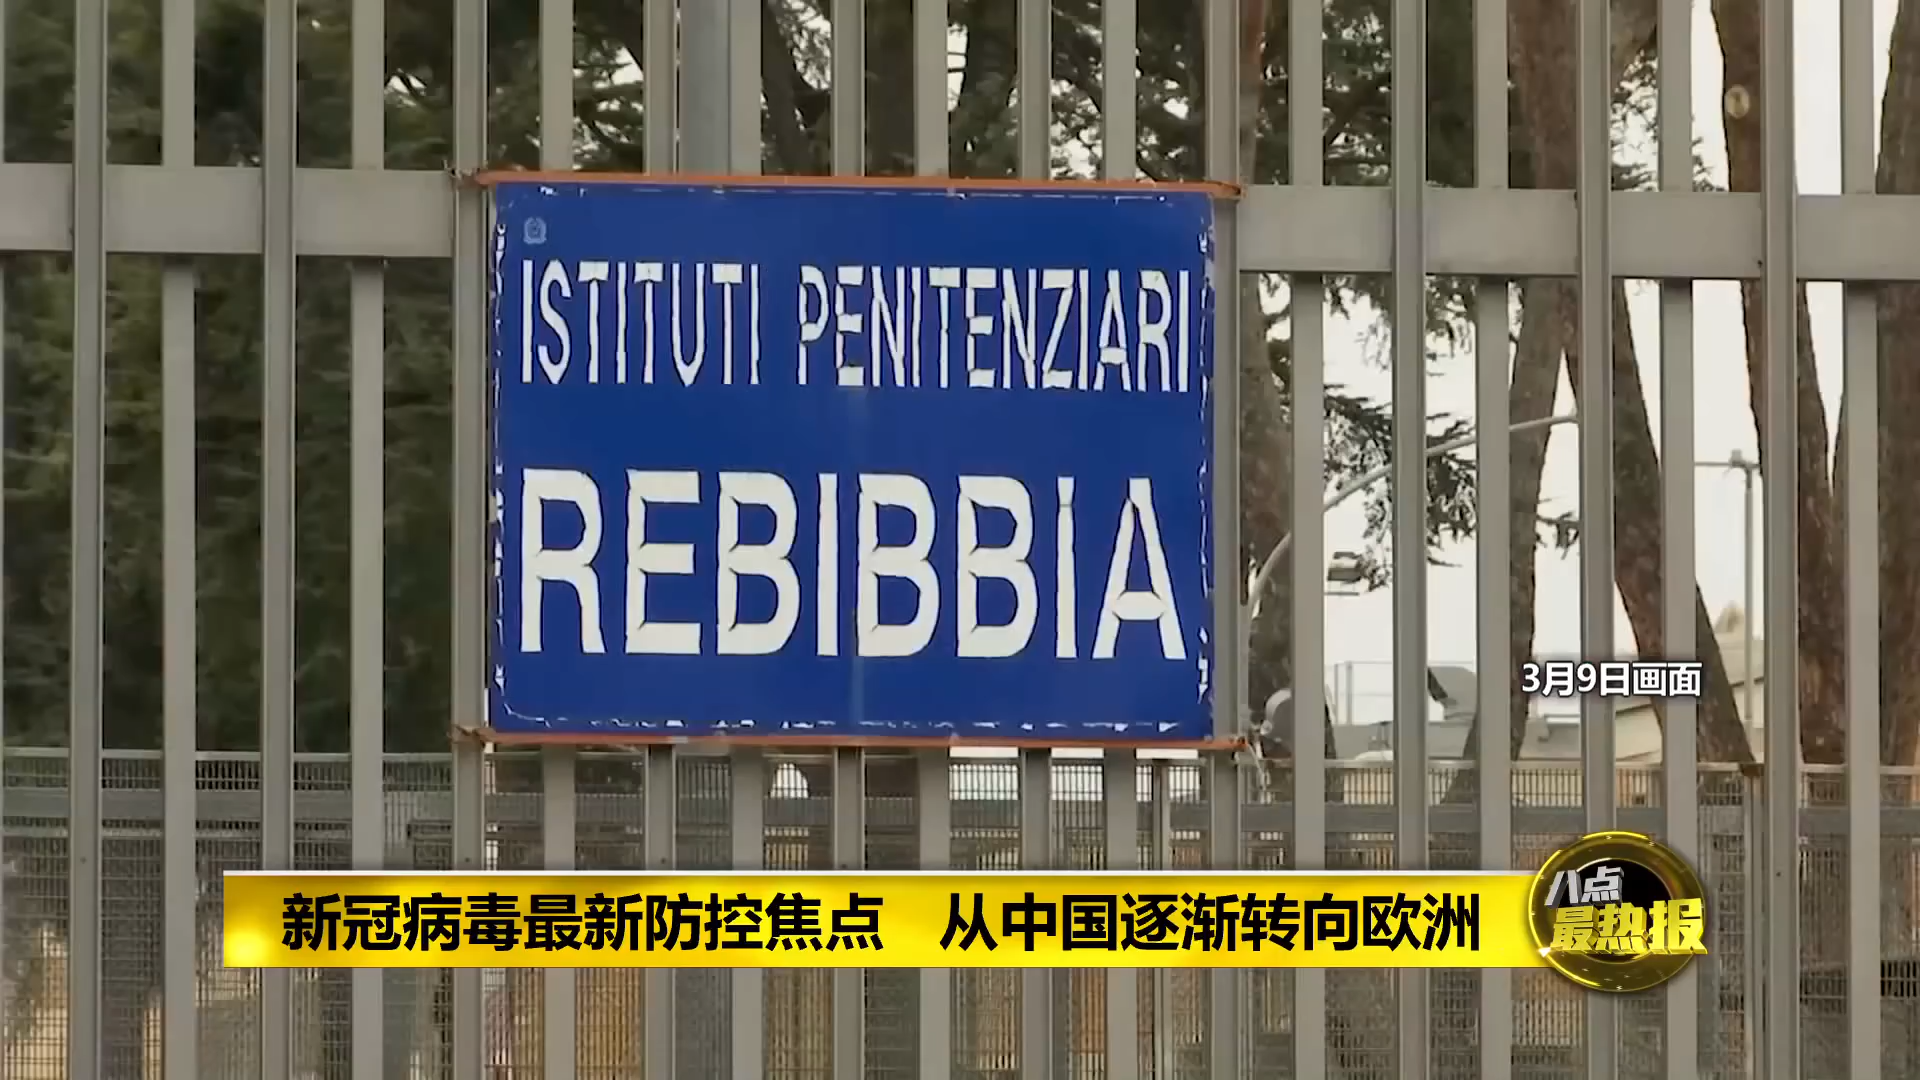 ISTITUTI PENITENZIARI
REBIBBIA
3月9日画面
新冠病毒最新防控焦点 从中国逐渐转向欧洲
八点
最热报